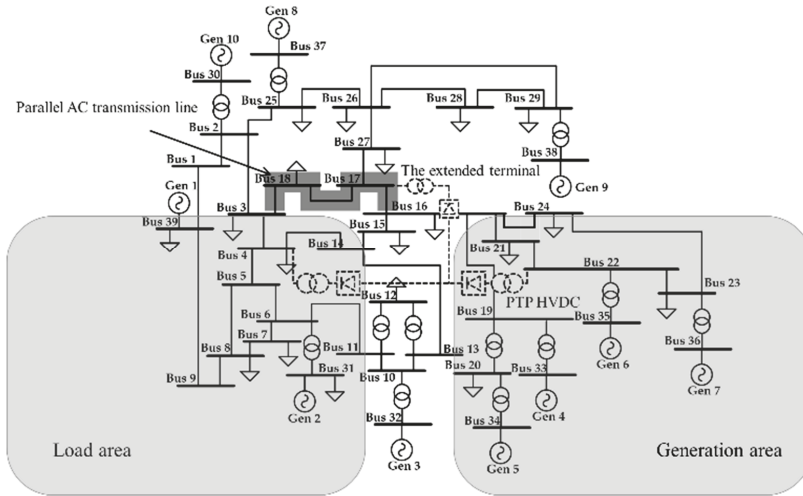 Gen 8
Gen 10
Bus 37
Bus 30
Bus 25
Bus 26
Bus 28
Bus 29
Parallel AC transmission line
Bus 2
Bus 27
Bus 38
Bus 1
Gen 9
The extended terminal
Bus 18
Bus 17
Gen 1
Bus 3
Bus 16
Bus 24
Bus 39
Bus 15
Bus 14
Bus 21
Bus 4
Bus 22
Bus 5
Bus 23
Bus 12
PTP HVDC
Bus 6
Bus 19
Bus 35
Bus 7
Bus 36
Bus 8
Bus 11
Bus 13
Gen 6
Bus 9
Bus 31
Bus 10
Bus 20
Bus 33
Gen 7
Gen 2
Bus 32
Bus 34
Gen 4
Load area
Gen 3
Gen 5
Generation area